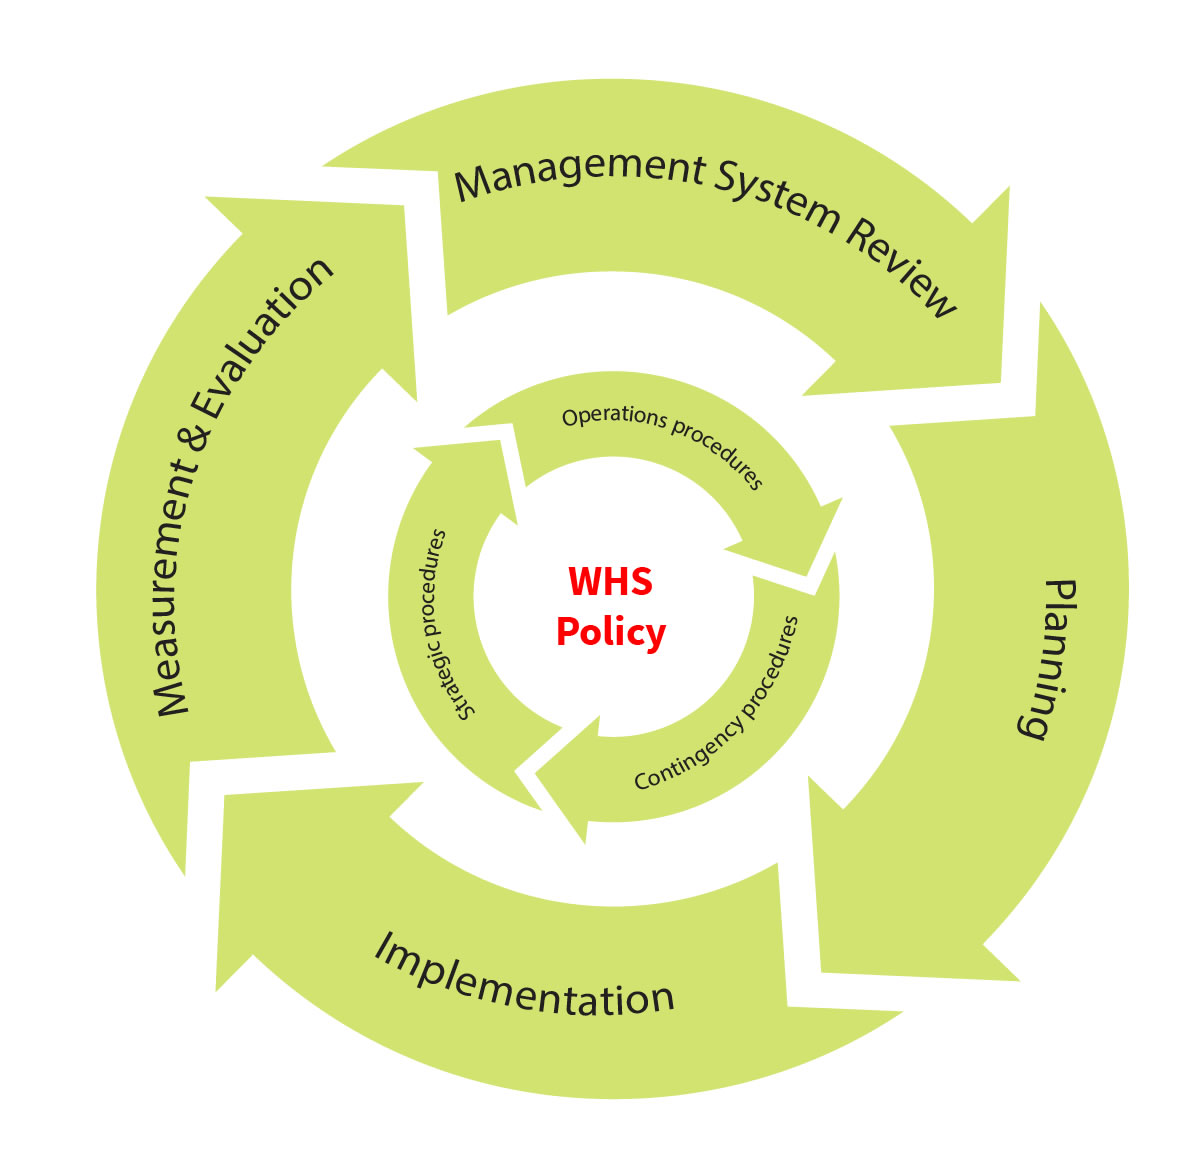 Management System Review
Planning
Implementation
Measurement & Evaluation
Operations procedures
Contingency procedures
Strategic procedures
WHS
Policy